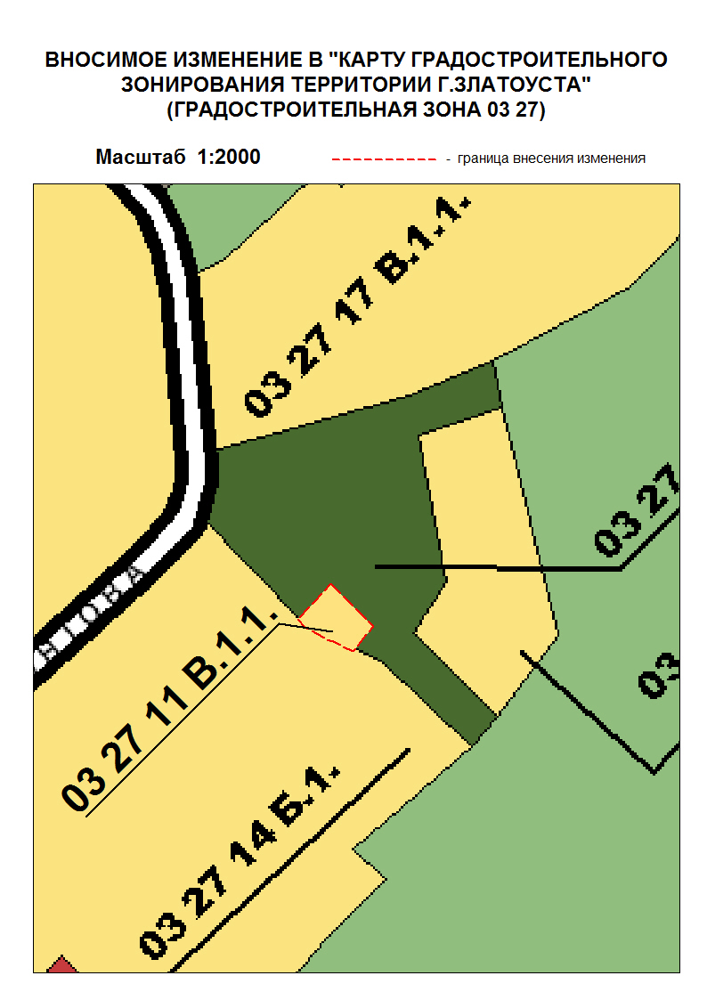 ВНОСИМОЕ ИЗМЕНЕНИЕ В "КАРТУ ГРАДОСТРОИТЕЛЬНОГО
ЗОНИРОВАНИЯ ТЕРРИТОРИИ Г.ЗЛАТОУСТА"
(ГРАДОСТРОИТЕЛЬНАЯ ЗОНА 03 27)
Масштаб 1:2000
- граница внесения изменения
03 27 17 В.1.1.
03 27
03
03 27 11 В.1.1.
03 27 14 Б.1.